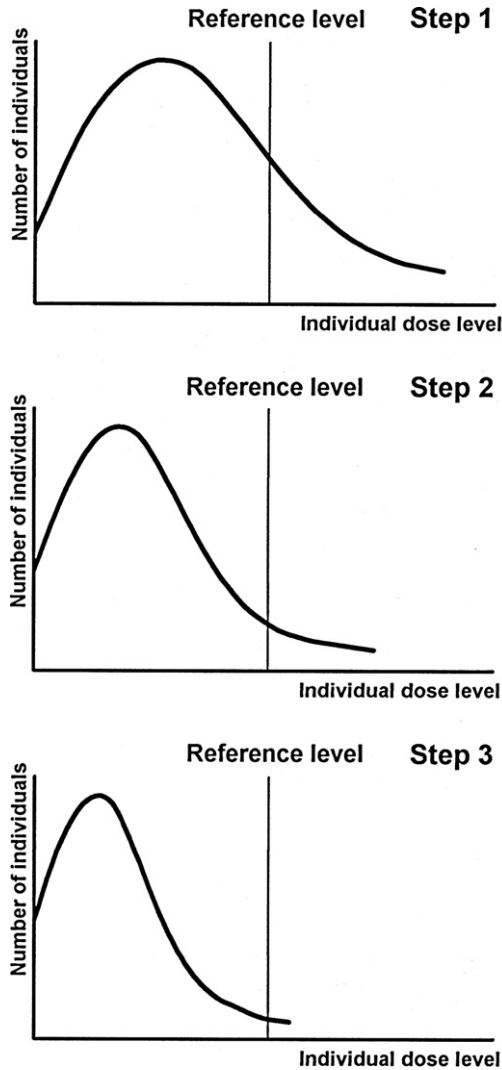 Reference level Step 1
Number of individuals
Individual dose level
Reference level Step 2
Number of individuals
Individual dose level
Reference level Step 3
Number of individuals
Individual dose level